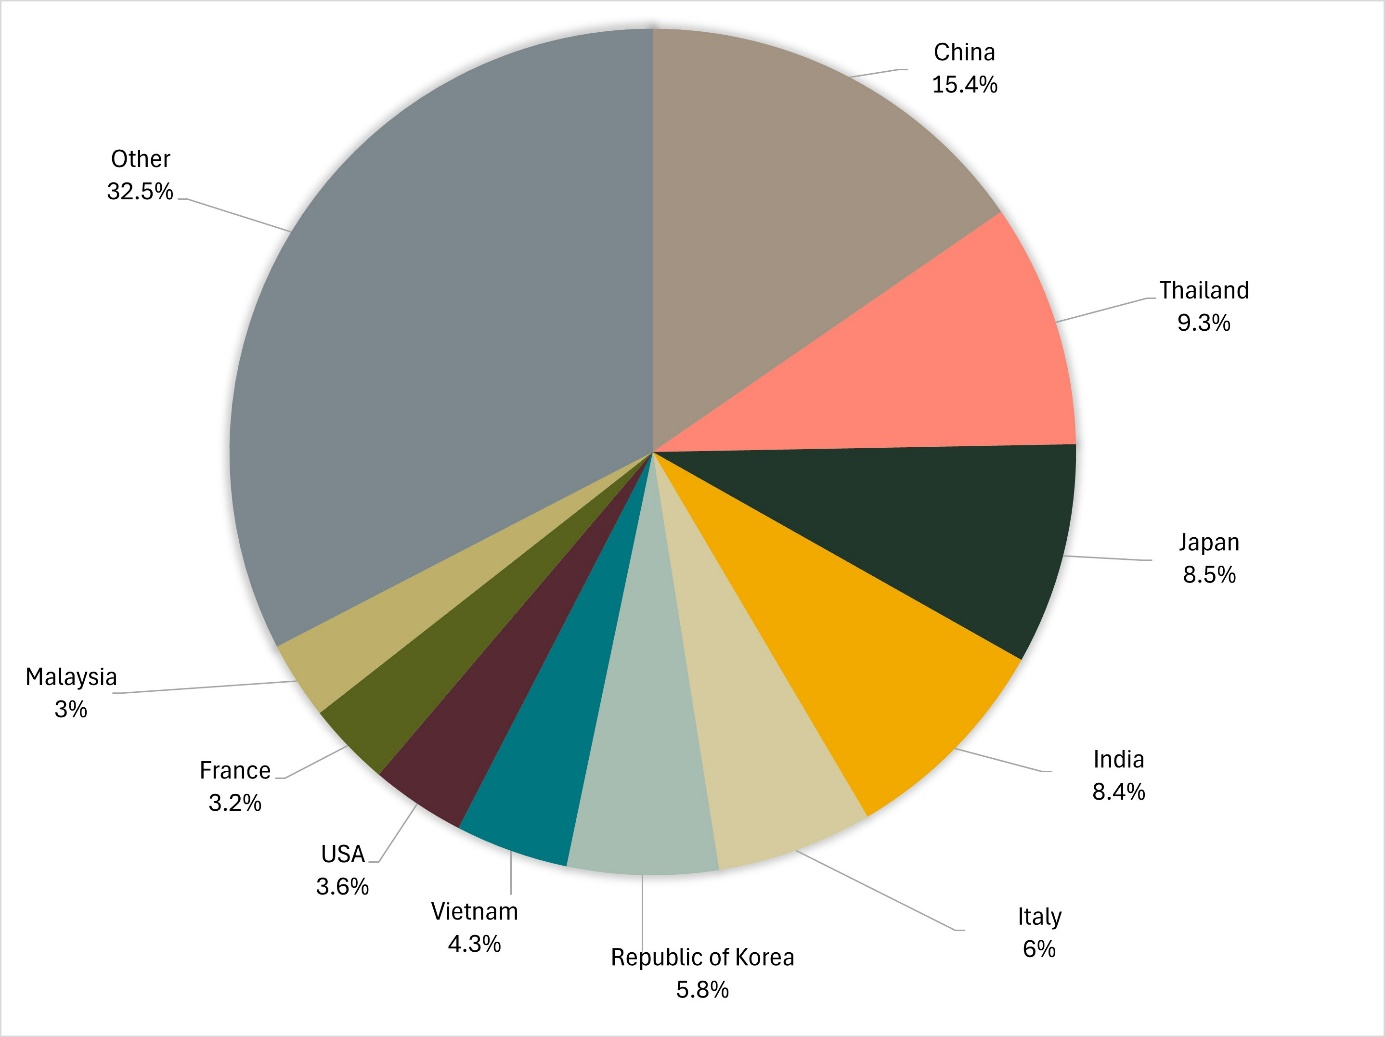 China
15.4%
Thailand
9.3%
Japan
8.5%
India
8.4%
Italy
6%
Republic of Korea
5.8%
Vietnam
4.3%
USA
3.6%
France
3.2%
Malaysia
3%
Other
32.5%